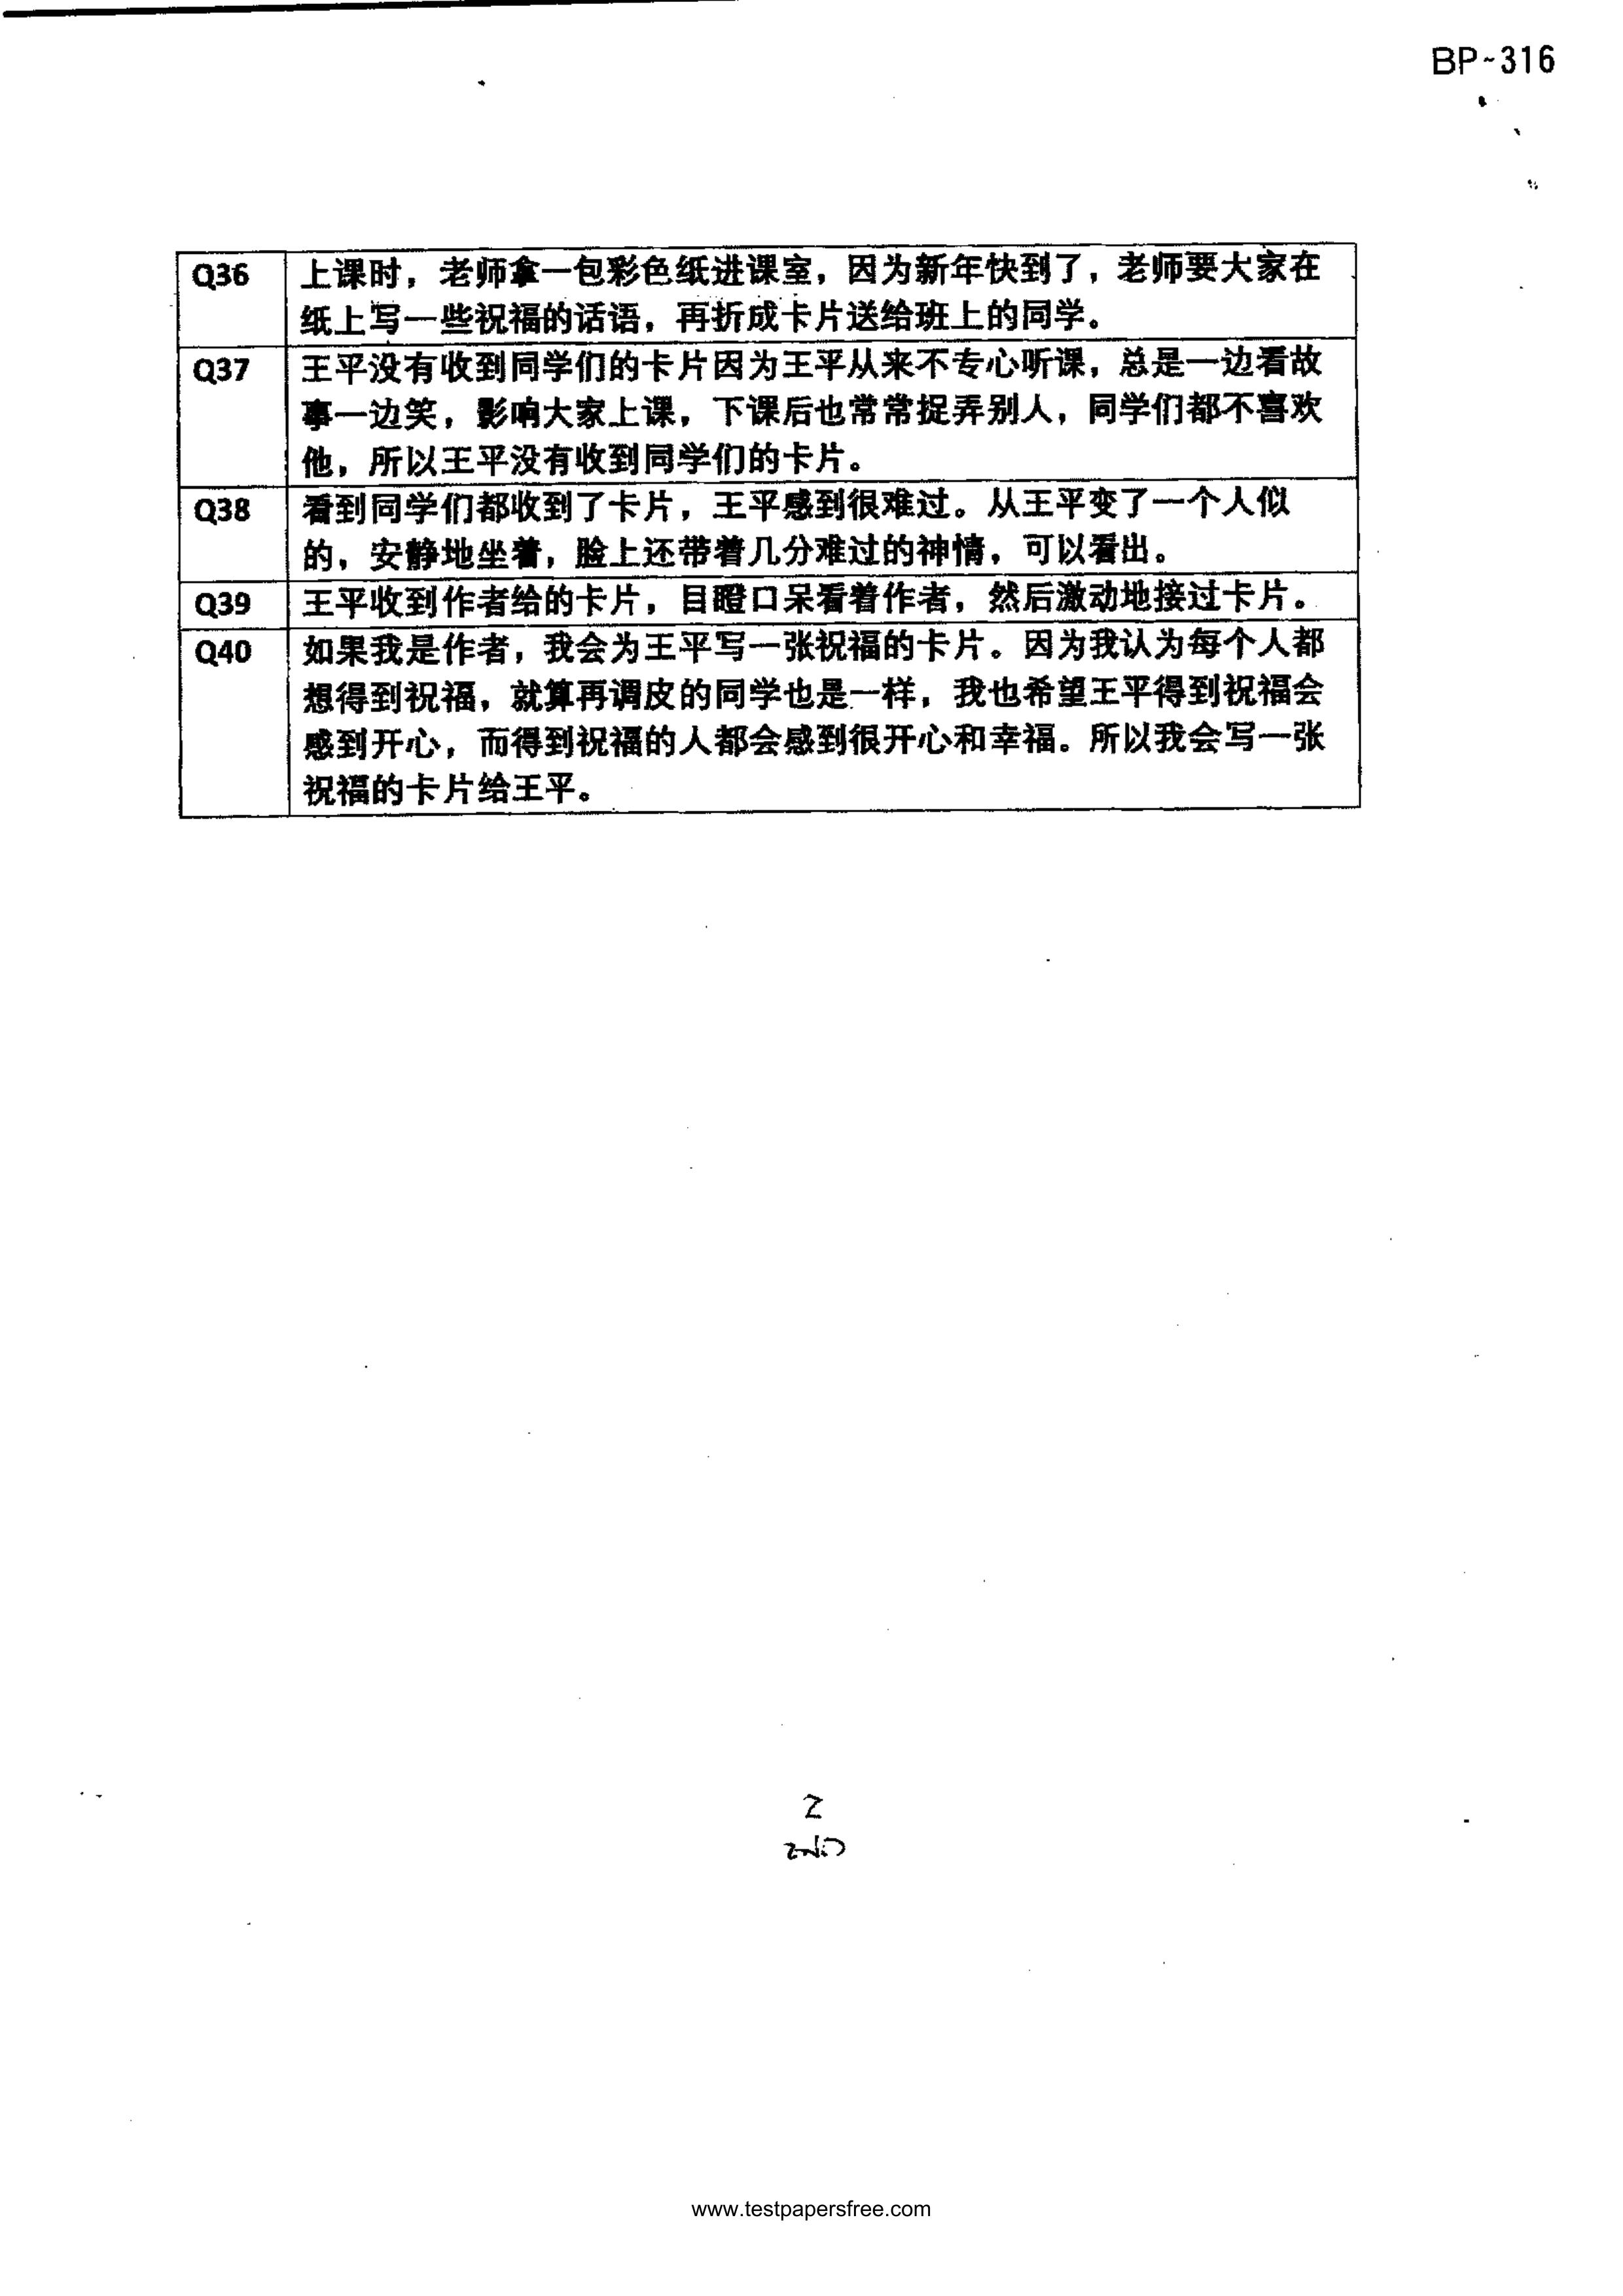 BP~316
Q36 上课时，老师拿一包彩色纸进课室，因为新年快到了，老师要大家在
纸上写一些祝福的话语，再折成卡片送给班上的同学。
Q37 王平没有收到同学们的卡片因为王平从来不专心听课，总是一边看故
事一边笑，影响大家上课，下课后也常常捉弄别人，同学们都不喜欢
他，所以王平没有收到同学们的卡片。
Q38 看到同学们都收到了卡片，王平感到很难过。从王平变了一个人似
的，安静地坐着，脸上还带着几分难过的神情，可以看出。
Q39 王平收到作者给的卡片，目瞪口呆看着作者，然后激动地接过卡片。
Q40 如果我是作者，我会为王平写一张祝福的卡片。因为我认为每个人都
想得到祝福，就算再调皮的同学也是一样，我也希望王平得到祝福会
感到开心，而得到祝福的人都会感到很开心和幸福。所以我会写一张
祝福的卡片给王平。
2
www.testpapersfree.com